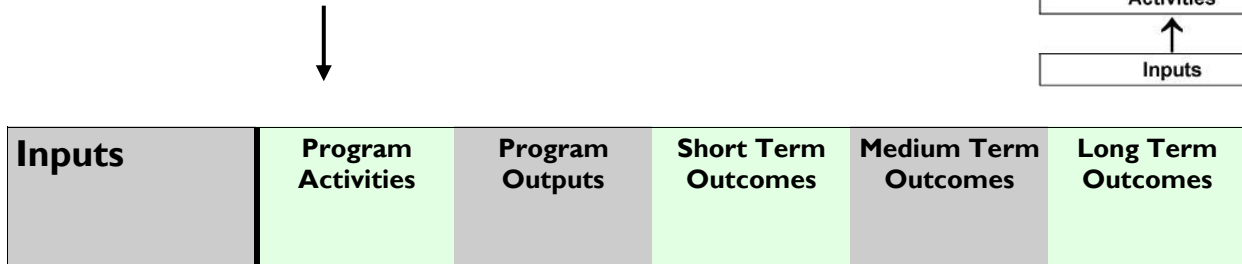 Activities
Inputs
Inputs
Program
Activities
Program
Outputs
Short Term
Outcomes
Medium Term
Outcomes
Long Term
Outcomes